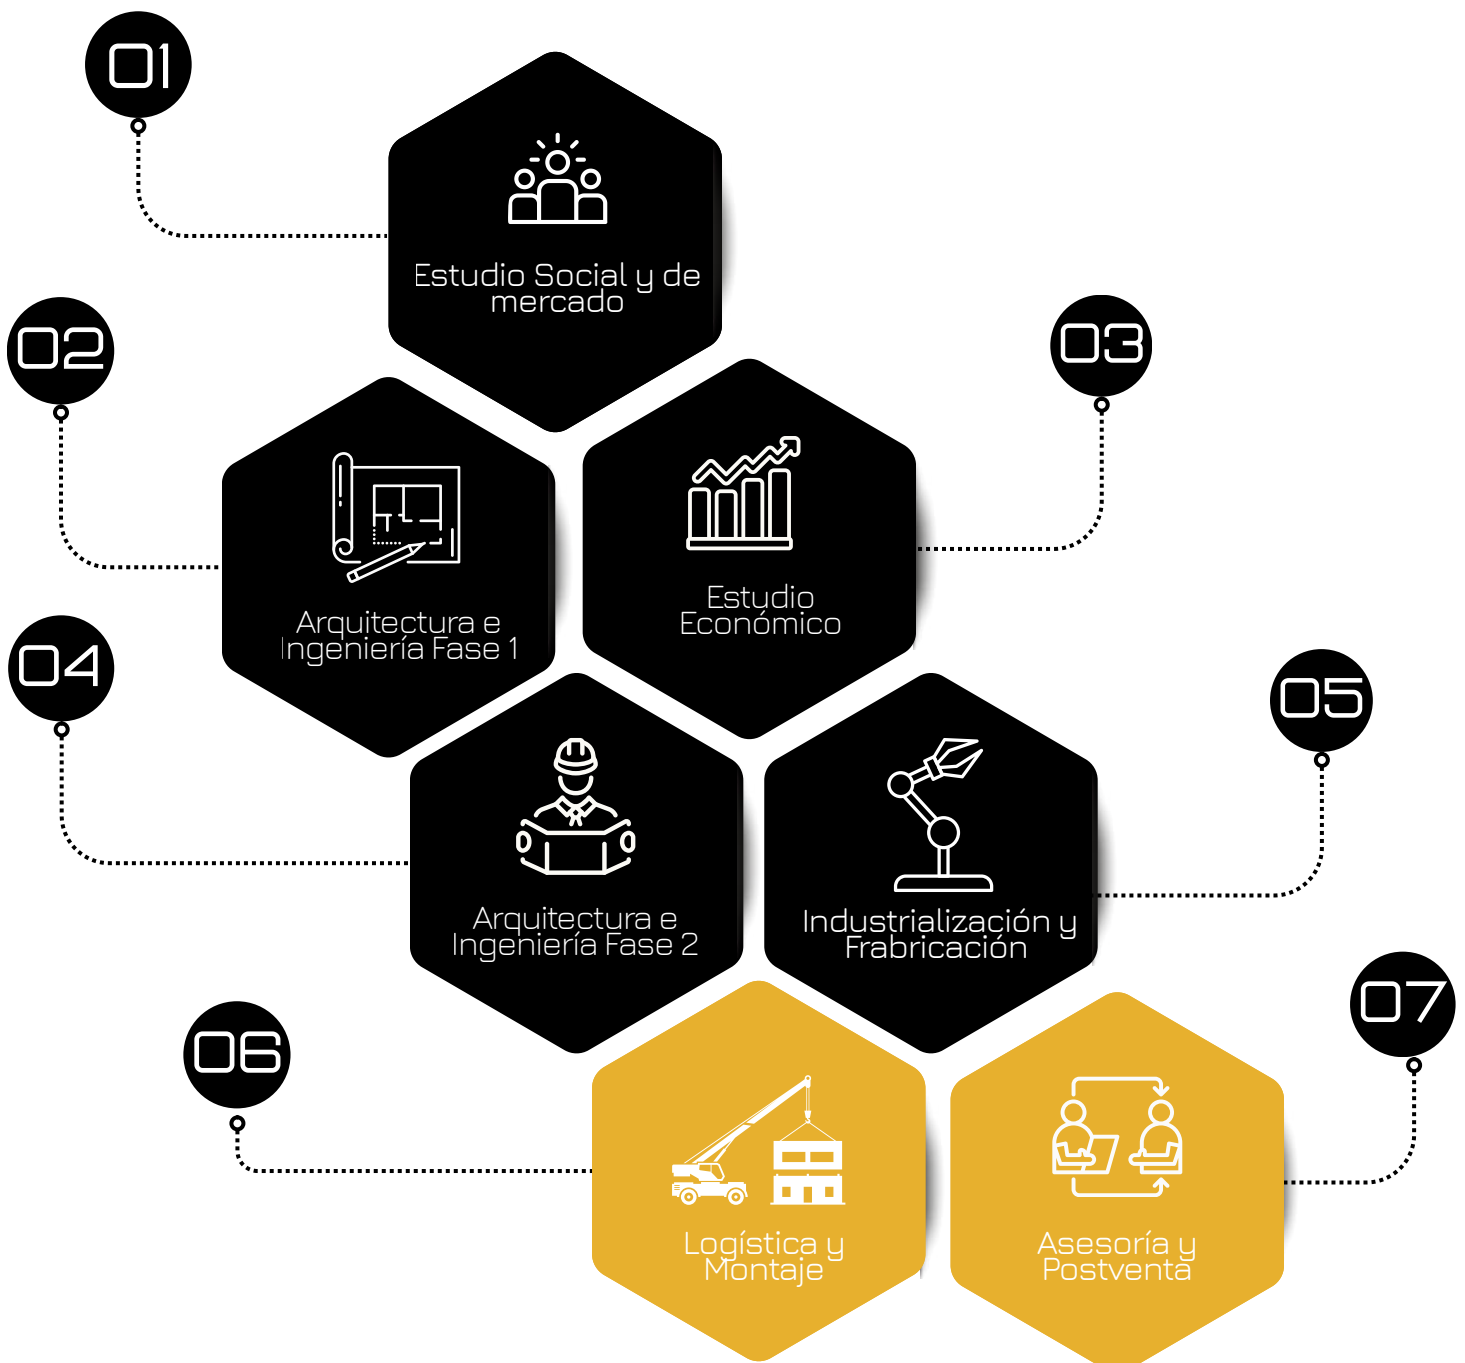 01
Estudio Social y de
mercado
02
Arquitectura e
Ingeniería Fase 1
03
Estudio
Económico
04
Arquitectura e
Ingeniería Fase 2
05
Industrialización y
Frabricación
06
Logística y
Montaje
07
Asesoría y
Postventa